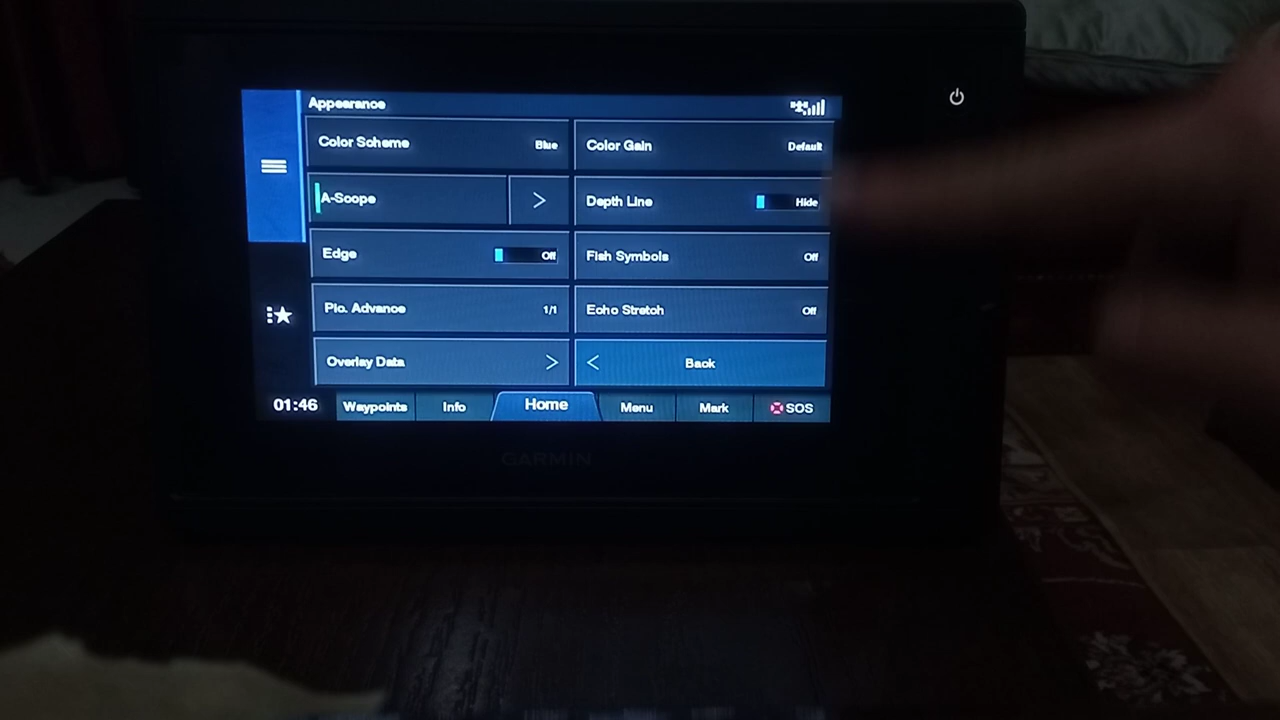 Appearance
Color Scheme Blue
Color Gain Default
A-Scope
Depth Line Hide
Edge Off
Fish Symbols Off
Pic. Advance 1/1
Echo Stretch Off
Overlay Data
Back
01:46 Waypoints Info Home Menu Mark SOS
GARMIN